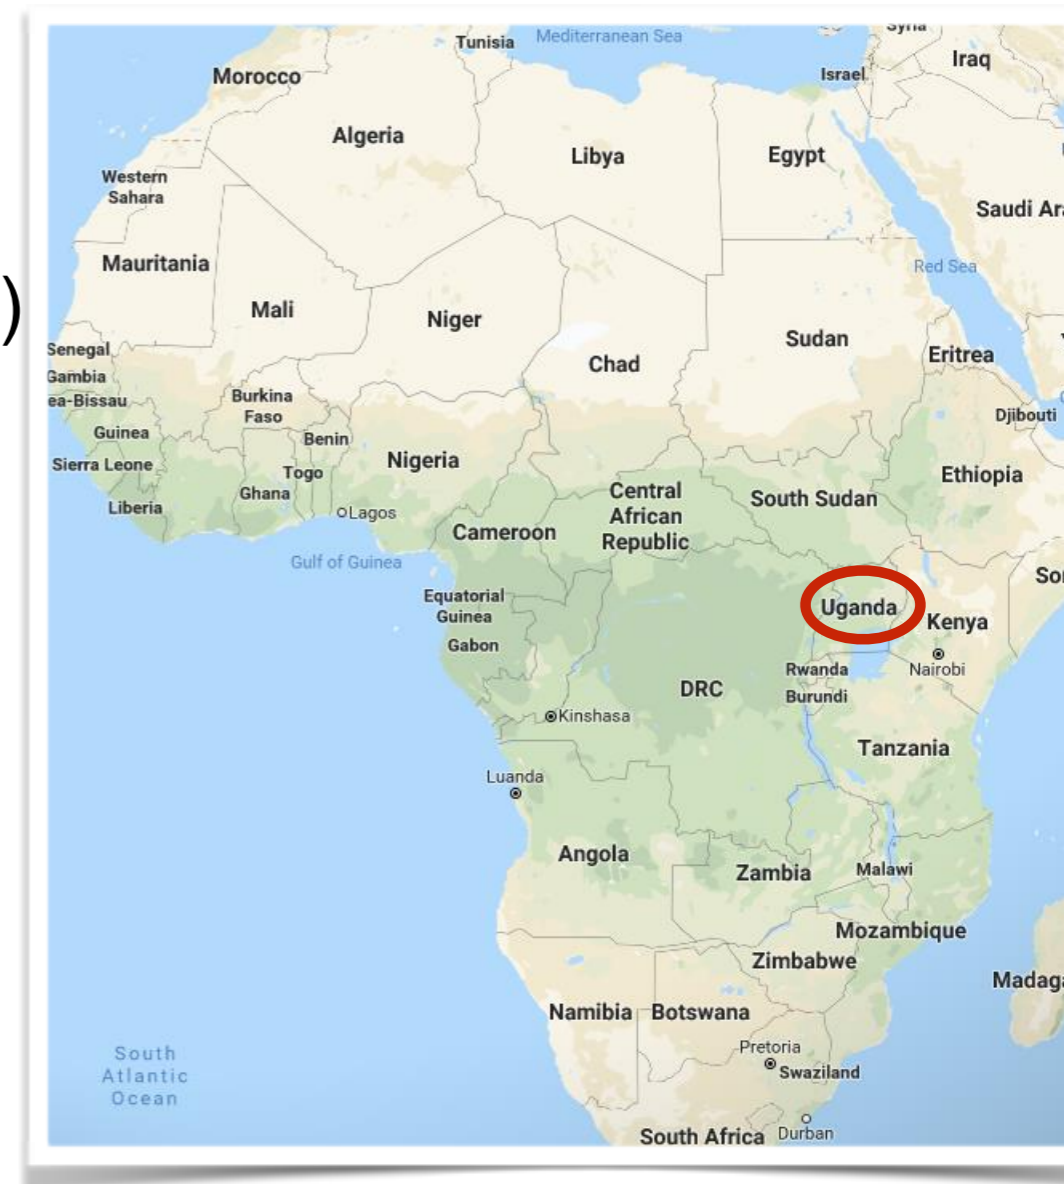 Syria
Tunisia
Mediterranean Sea
Iraq
Morocco
Israel
Algeria
Libya
Egypt
Western
Sahara
Saudi Ar
Mauritania
Red Sea
)
Mali
Niger
Sudan
Senegal
Eritrea
Chad
Gambia
ea-Bissau
Burkina
Faso
Djibouti
Guinea
Benin
Nigeria
Sierra Leone
Togo
Ethiopia
Ghana
Central
African
Republic
South Sudan
Liberia
Lagos
Cameroon
Gulf of Guinea
So
Equatorial
Guinea
Uganda
Kenya
Gabon
Rwanda
Nairobi
DRC
Burundi
Kinshasa
Tanzania
Luanda
Angola
Zambia
Malawi
Mozambique
Zimbabwe
Madaga
Namibia
Botswana
South
Atlantic
Ocean
Pretoria
Swaziland
South Africa
Durban